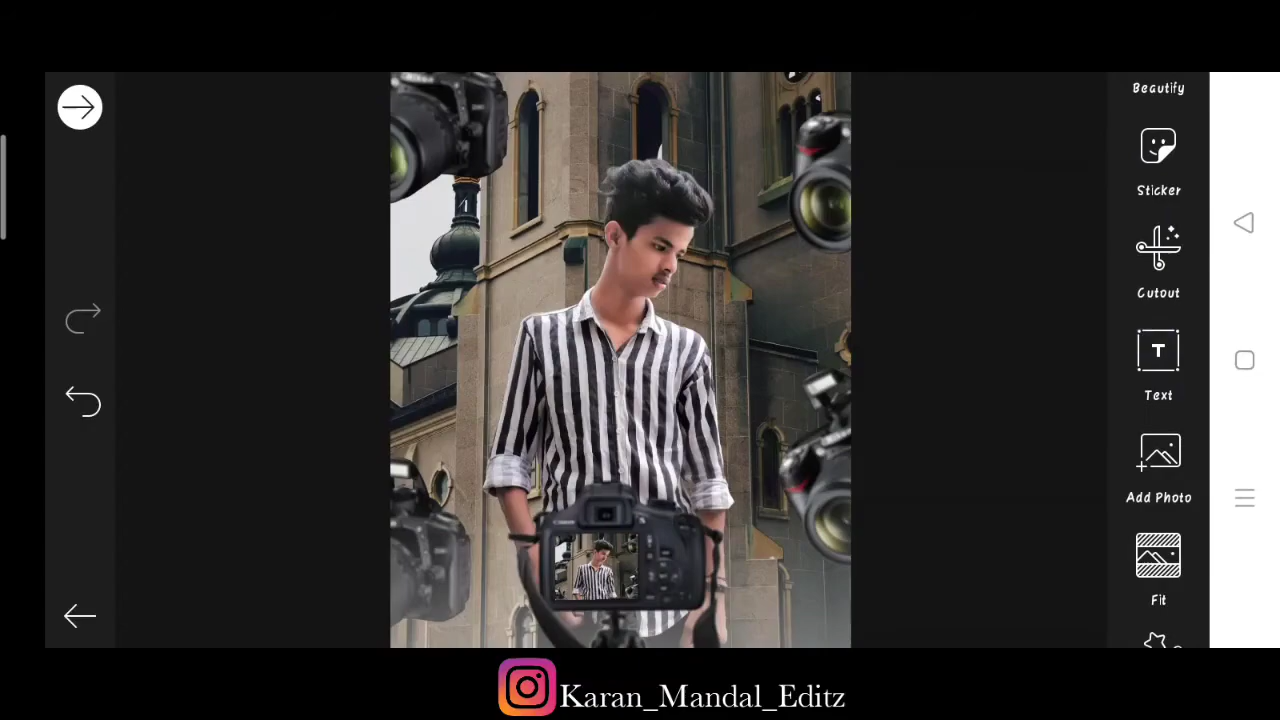 Beautify
Sticker
Cutout
T
Text
Add Photo
Fit
Karan_Mandal_Editz